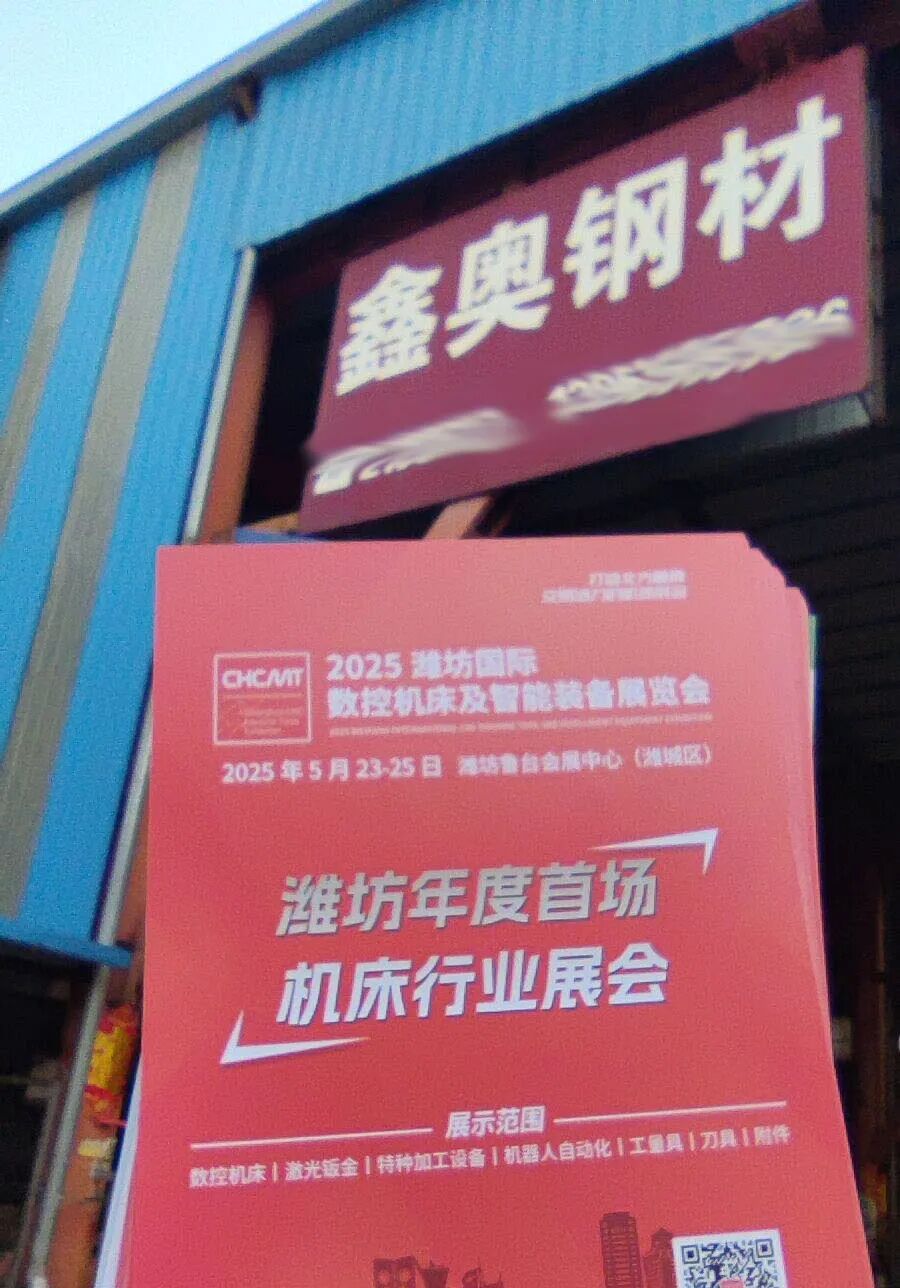 鑫奥钢材
CHCMT
2025 潍坊国际
数控机床及智能装备展览会
2025 年 5 月 23-25 日 潍坊鲁台会展中心（潍城区）
潍坊年度首场
机床行业展会
展示范围
数控机床 | 激光钣金 | 特种加工设备 | 机器人自动化 | 工量具 | 刀具 | 附件